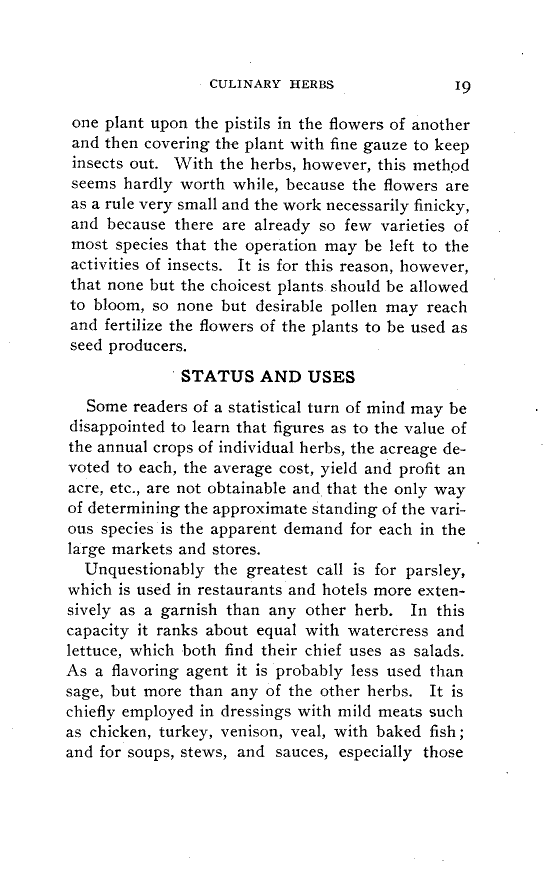 CULINARY HERBS 19
one plant upon the pistils in the flowers of another
and then covering the plant with fine gauze to keep
insects out. With the herbs, however, this method
seems hardly worth while, because the flowers are
as a rule very small and the work necessarily finicky,
and because there are already so few varieties of
most species that the operation may be left to the
activities of insects. It is for this reason, however,
that none but the choicest plants should be allowed
to bloom, so none but desirable pollen may reach
and fertilize the flowers of the plants to be used as
seed producers.
STATUS AND USES
Some readers of a statistical turn of mind may be
disappointed to learn that figures as to the value of
the annual crops of individual herbs, the acreage de-
voted to each, the average cost, yield and profit an
acre, etc., are not obtainable and that the only way
of determining the approximate standing of the vari-
ous species is the apparent demand for each in the
large markets and stores.
Unquestionably the greatest call is for parsley,
which is used in restaurants and hotels more exten-
sively as a garnish than any other herb. In this
capacity it ranks about equal with watercress and
lettuce, which both find their chief uses as salads.
As a flavoring agent it is probably less used than
sage, but more than any of the other herbs. It is
chiefly employed in dressings with mild meats such
as chicken, turkey, venison, veal, with baked fish;
and for soups, stews, and sauces, especially those